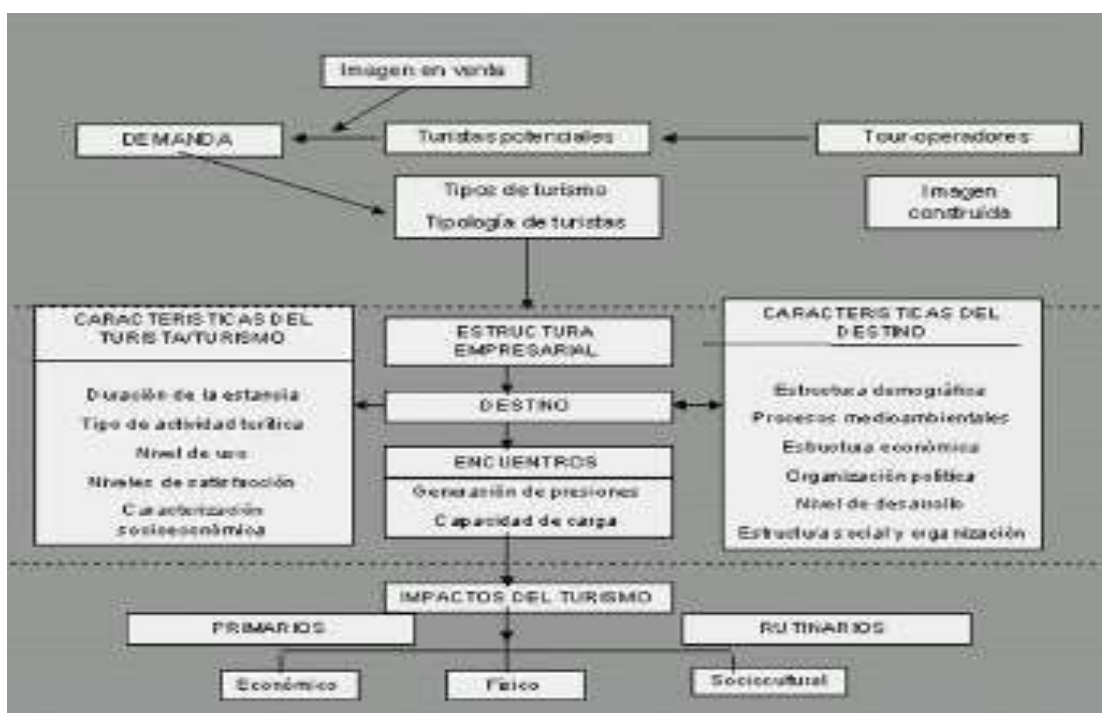 Imagen en venta
DEMANDA
Turistas potenciales
Tour-operadores
Tipos de turismo
Tipología de turistas
Imagen
construida
CARACTERISTICAS DEL
TURISTA/TURISMO
Duración de la estancia
Tipo de actividad turítica
Nivel de uso
Niveles de satisfacción
Caracterización
socioeconómica
ESTRUCTURA
EMPRESARIAL
DESTINO
ENCUENTROS
Generación de presiones
Capacidad de carga
CARACTERISTICAS DEL
DESTINO
Estructura demográfica
Procesos medioambientales
Estructura económica
Organización política
Nivel de desarrollo
Estructura social y organización
IMPACTOS DEL TURISMO
PRIMARIOS
RUTINARIOS
Económico
Físico
Sociocultural